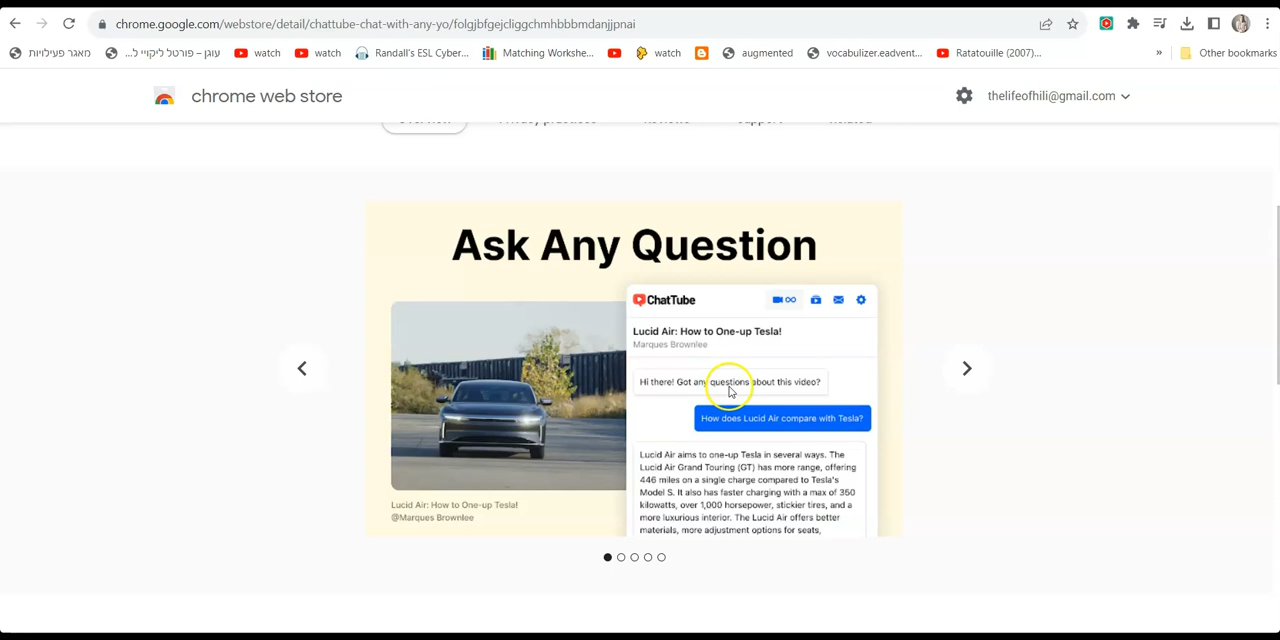 chrome.google.com/webstore/detail/chattube-chat-with-any-yo/folgjbfgejcliggchmhbbbmdanjjpnai
מאגר פעילויות
עוגן – פורטל ליקויי ל...
watch
watch
Randall's ESL Cyber...
Matching Workshe...
watch
augmented
vocabulizer.eadvent...
Ratatouille (2007)...
»
Other bookmarks
chrome web store
thelifeofhili@gmail.com
Overview
Privacy practices
Reviews
Support
Related
Ask Any Question
ChatTube
Lucid Air: How to One-up Tesla!
Marques Brownlee
Hi there! Got any questions about this video?
How does Lucid Air compare with Tesla?
Lucid Air aims to one-up Tesla in several ways. The
Lucid Air Grand Touring (GT) has more range, offering
446 miles on a single charge compared to Tesla's
Model S. It also has faster charging with a max of 350
kilowatts, over 1,000 horsepower, stickier tires, and a
more luxurious interior. The Lucid Air offers better
materials, more adjustment options for seats,
Lucid Air: How to One-up Tesla!
@Marques Brownlee